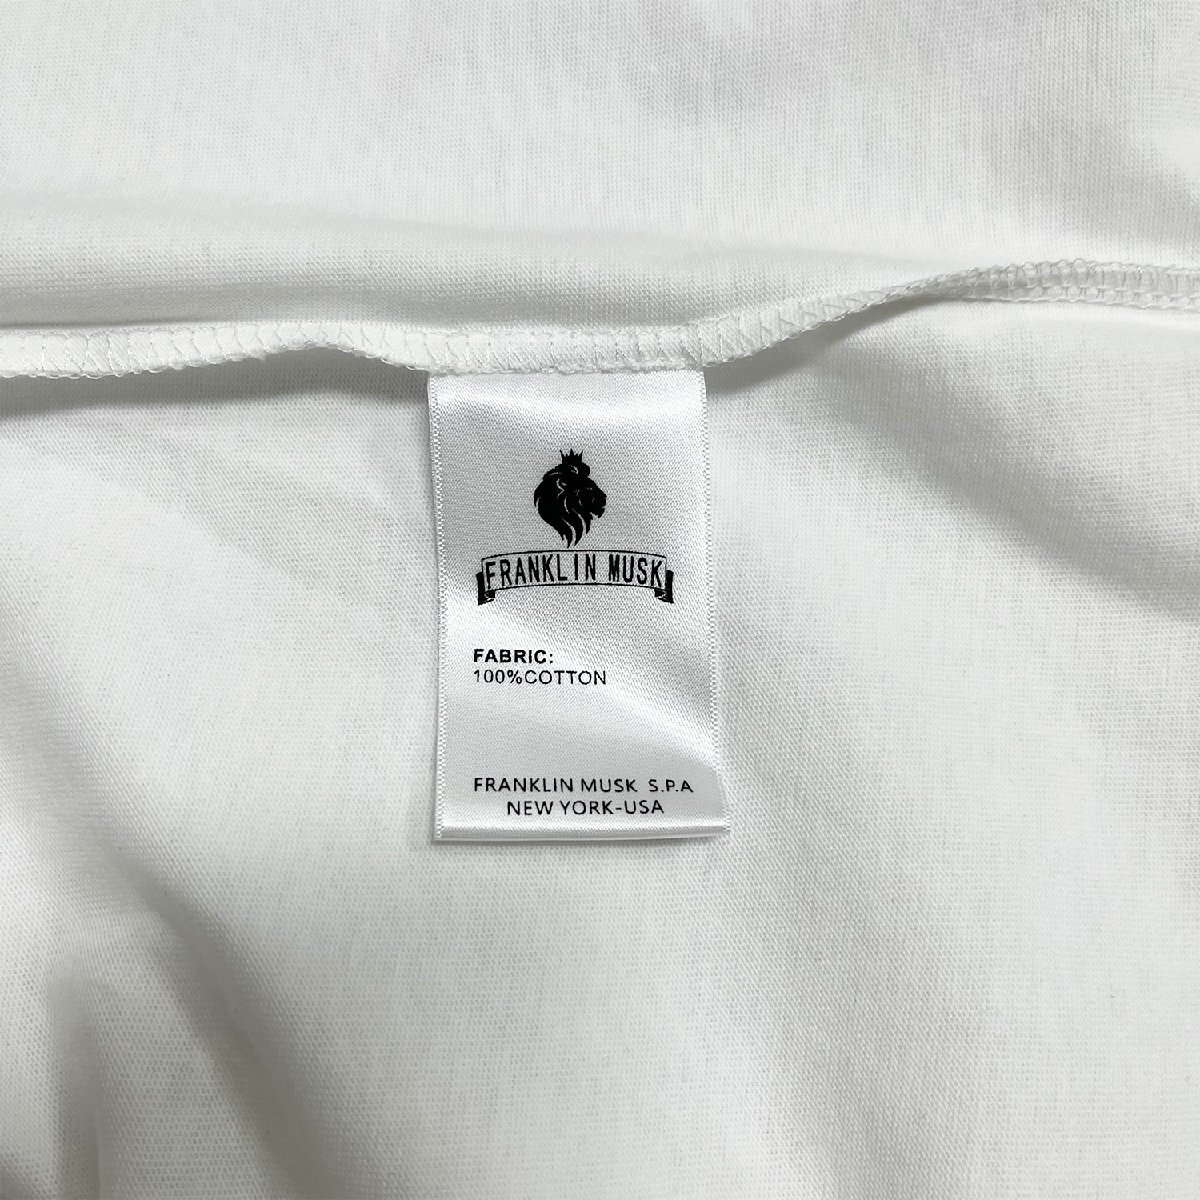 FRANKLIN MUSK
FABRIC:
100%COTTON
FRANKLIN MUSK S.P.A
NEW YORK-USA